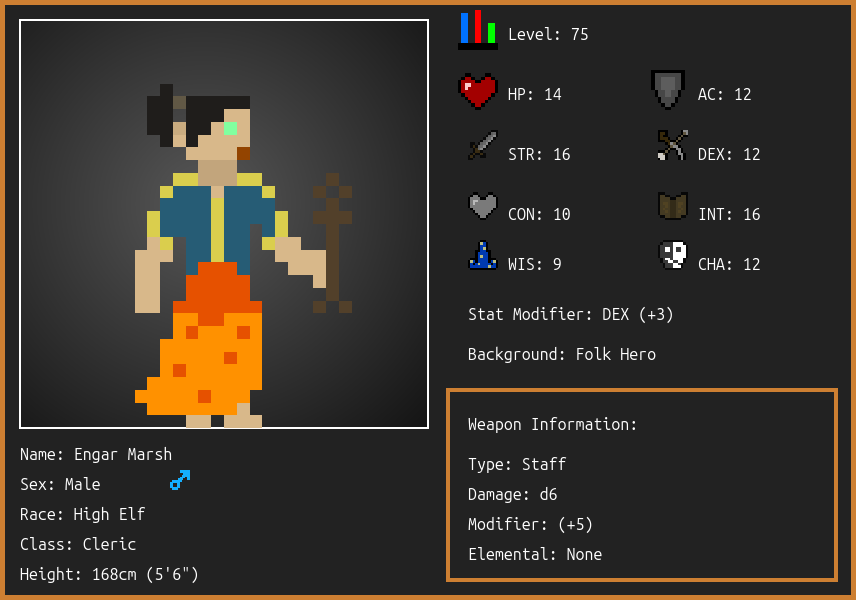 Level: 75
HP: 14
AC: 12
STR: 16
DEX: 12
CON: 10
INT: 16
WIS: 9
CHA: 12
Stat Modifier: DEX (+3)
Background: Folk Hero
Weapon Information:
Type: Staff
Damage: d6
Modifier: (+5)
Elemental: None
Name: Engar Marsh
Sex: Male
Race: High Elf
Class: Cleric
Height: 168cm (5'6")